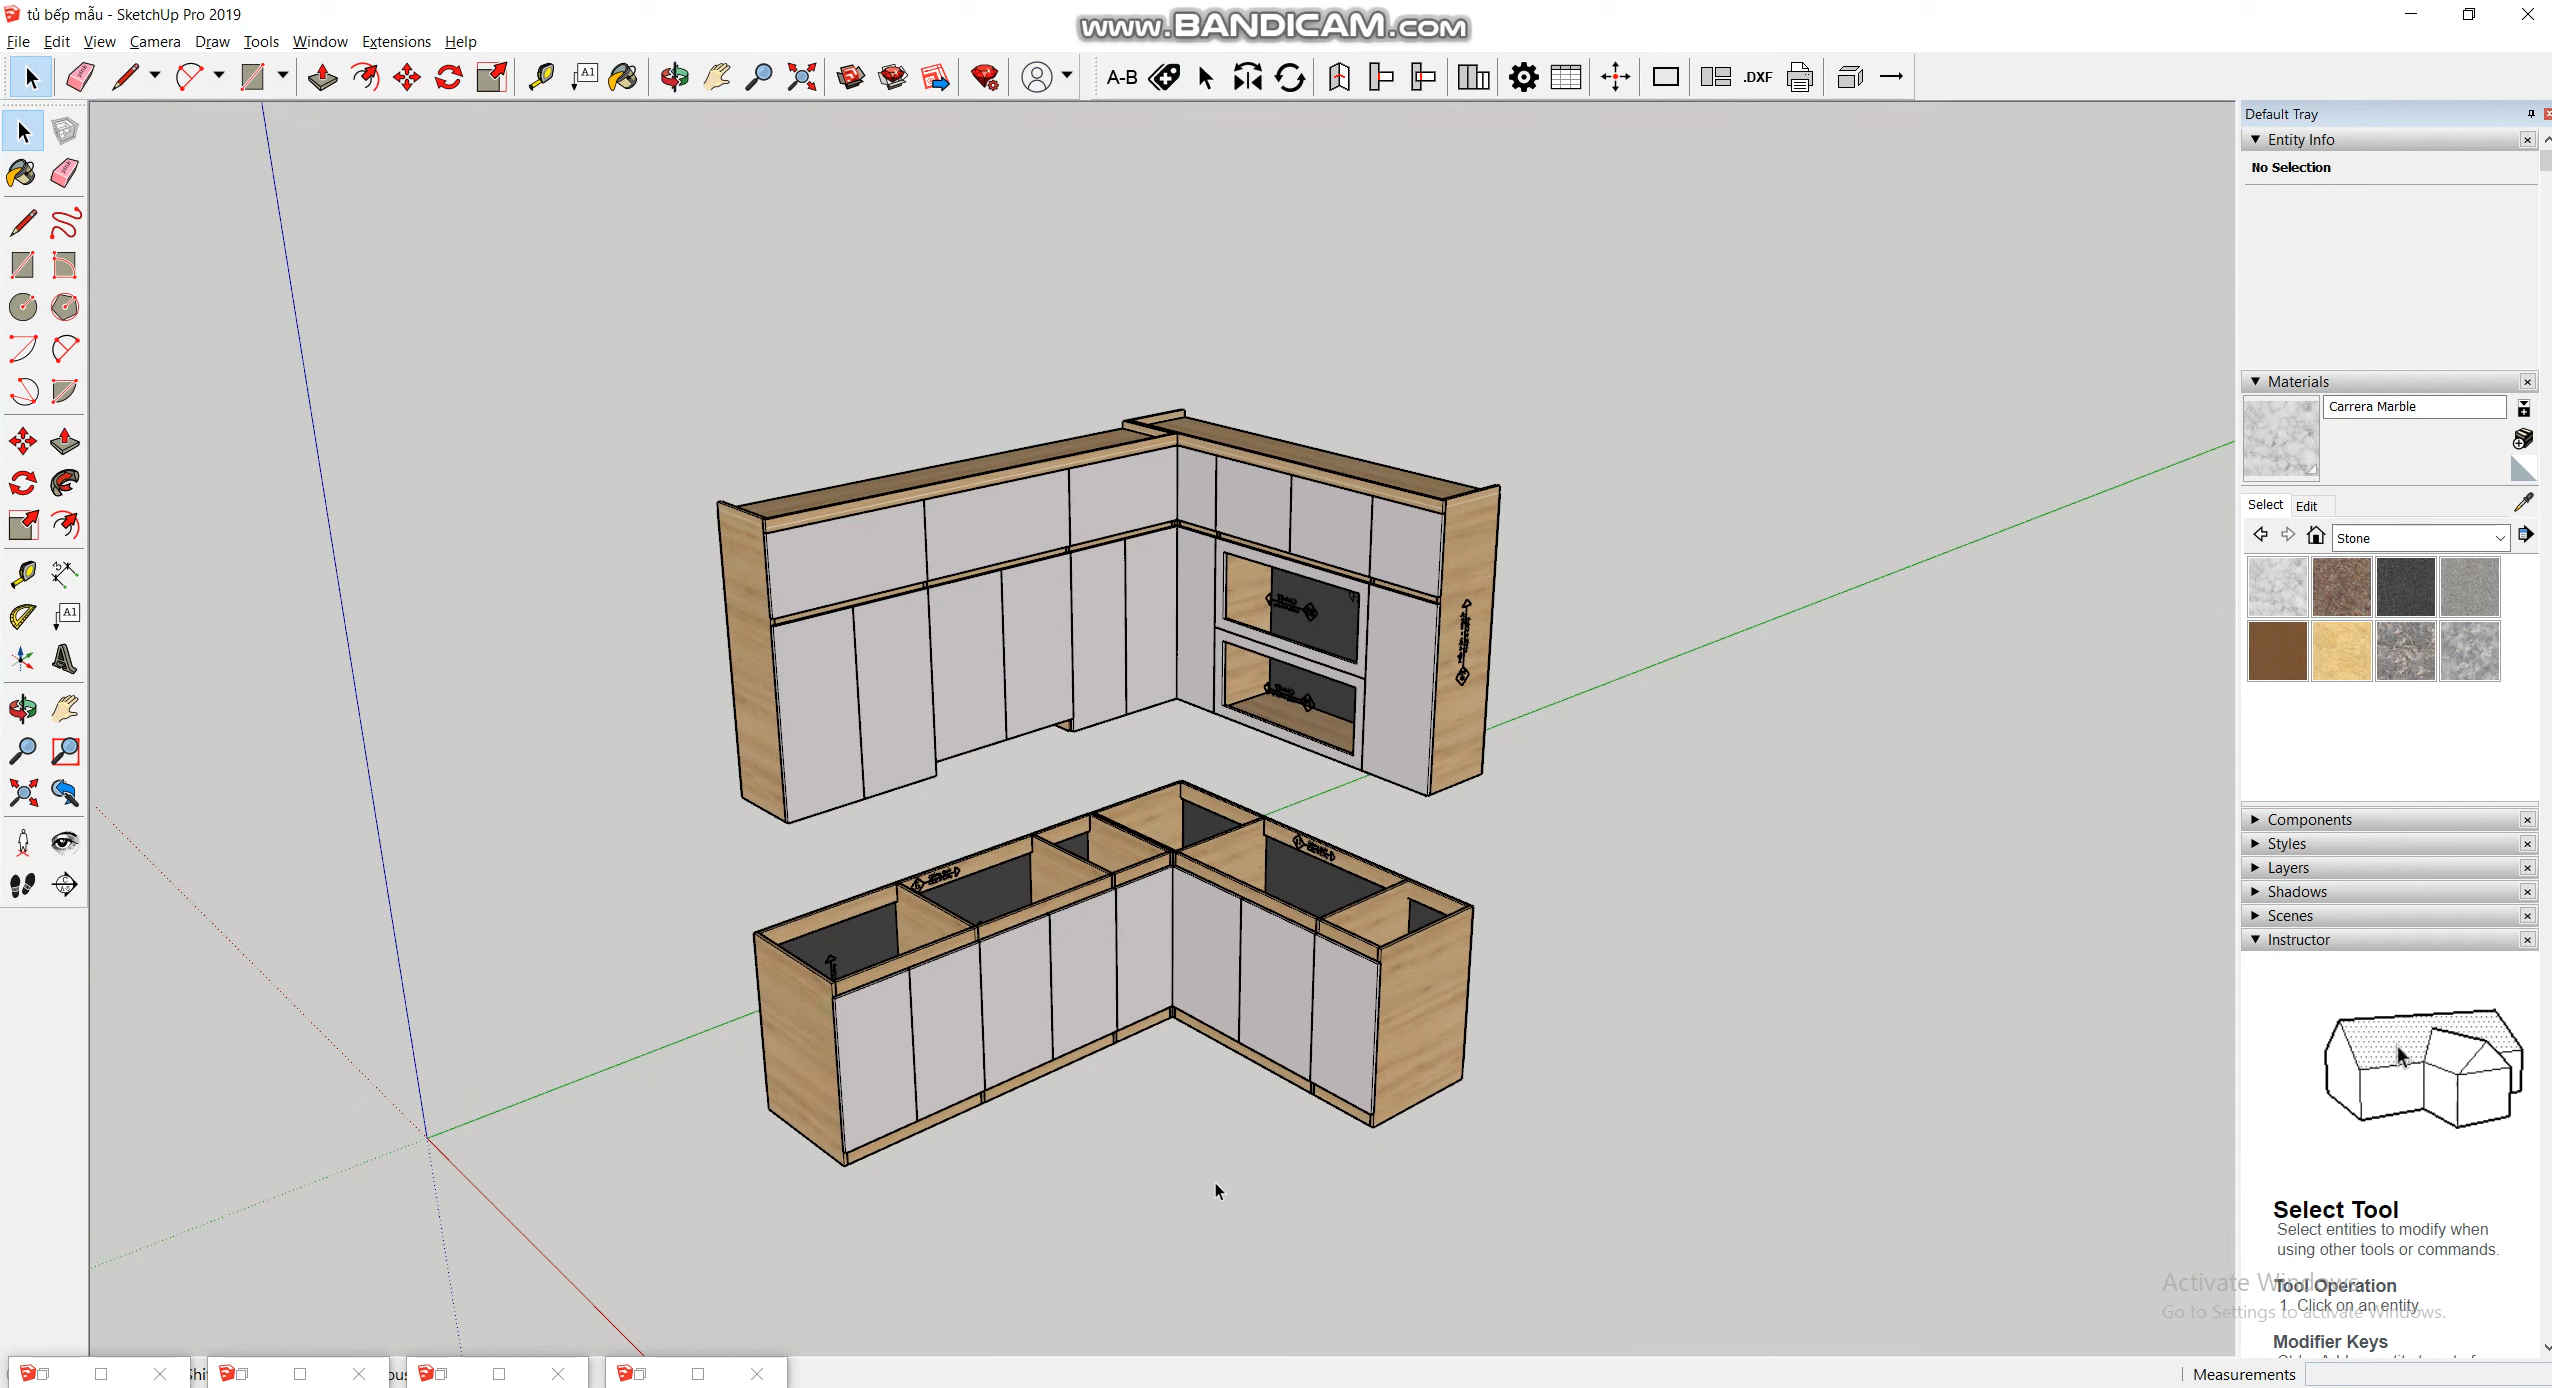 tủ bếp mẫu - SketchUp Pro 2019
www.BANDICAM.com
File Edit View Camera Draw Tools Window Extensions Help
A1
A-B
.DXF
Default Tray
Entity Info
No Selection
Materials
Carrera Marble
Select Edit
Stone
A1
Components
Styles
Layers
Shadows
Scenes
Instructor
Select Tool
Select entities to modify when
using other tools or commands.
Tool Operation
1. Click on an entity.
Modifier Keys
Activate Windows
Go to Settings to activate Windows.
Measurements